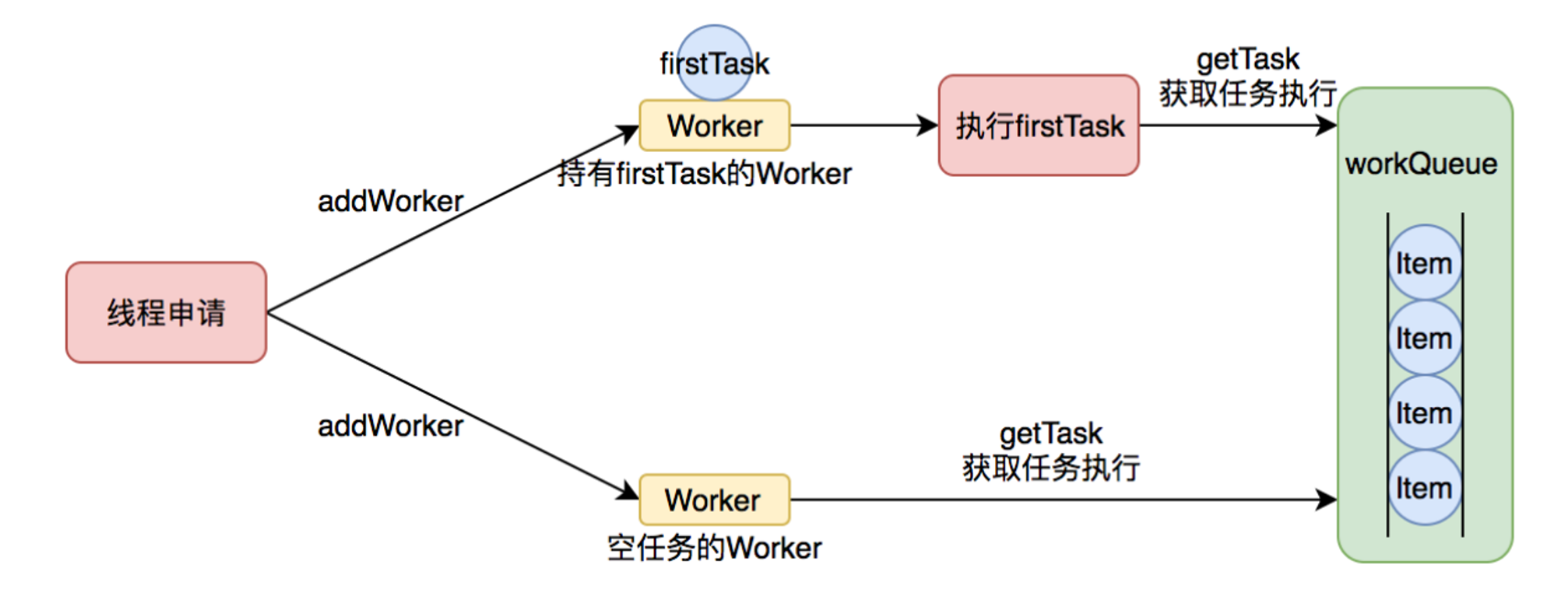 firstTask
Worker
持有firstTask的Worker
addWorker
执行firstTask
getTask
获取任务执行
workQueue
Item
Item
Item
Item
线程申请
addWorker
Worker
空任务的Worker
getTask
获取任务执行